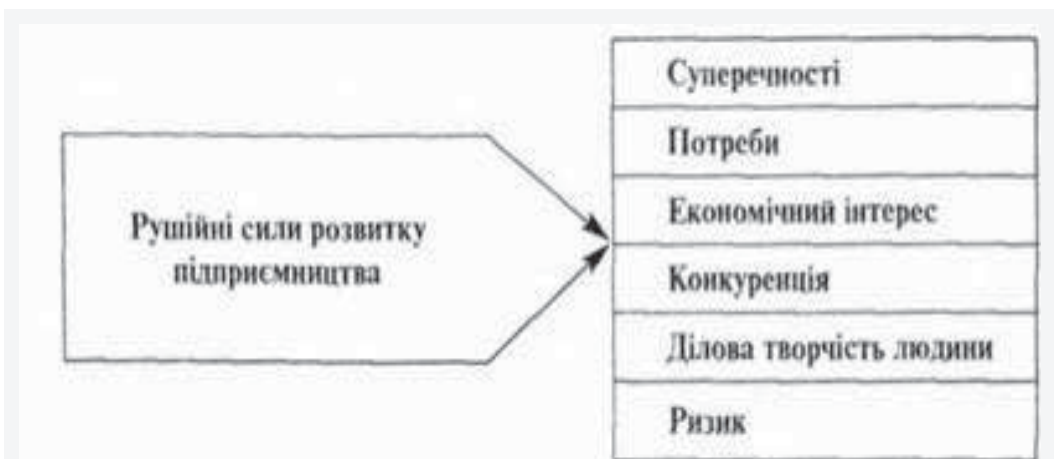 Рушійні сили розвитку
підприємництва
Суперечності
Потреби
Економічний інтерес
Конкуренція
Ділова творчість людини
Ризик